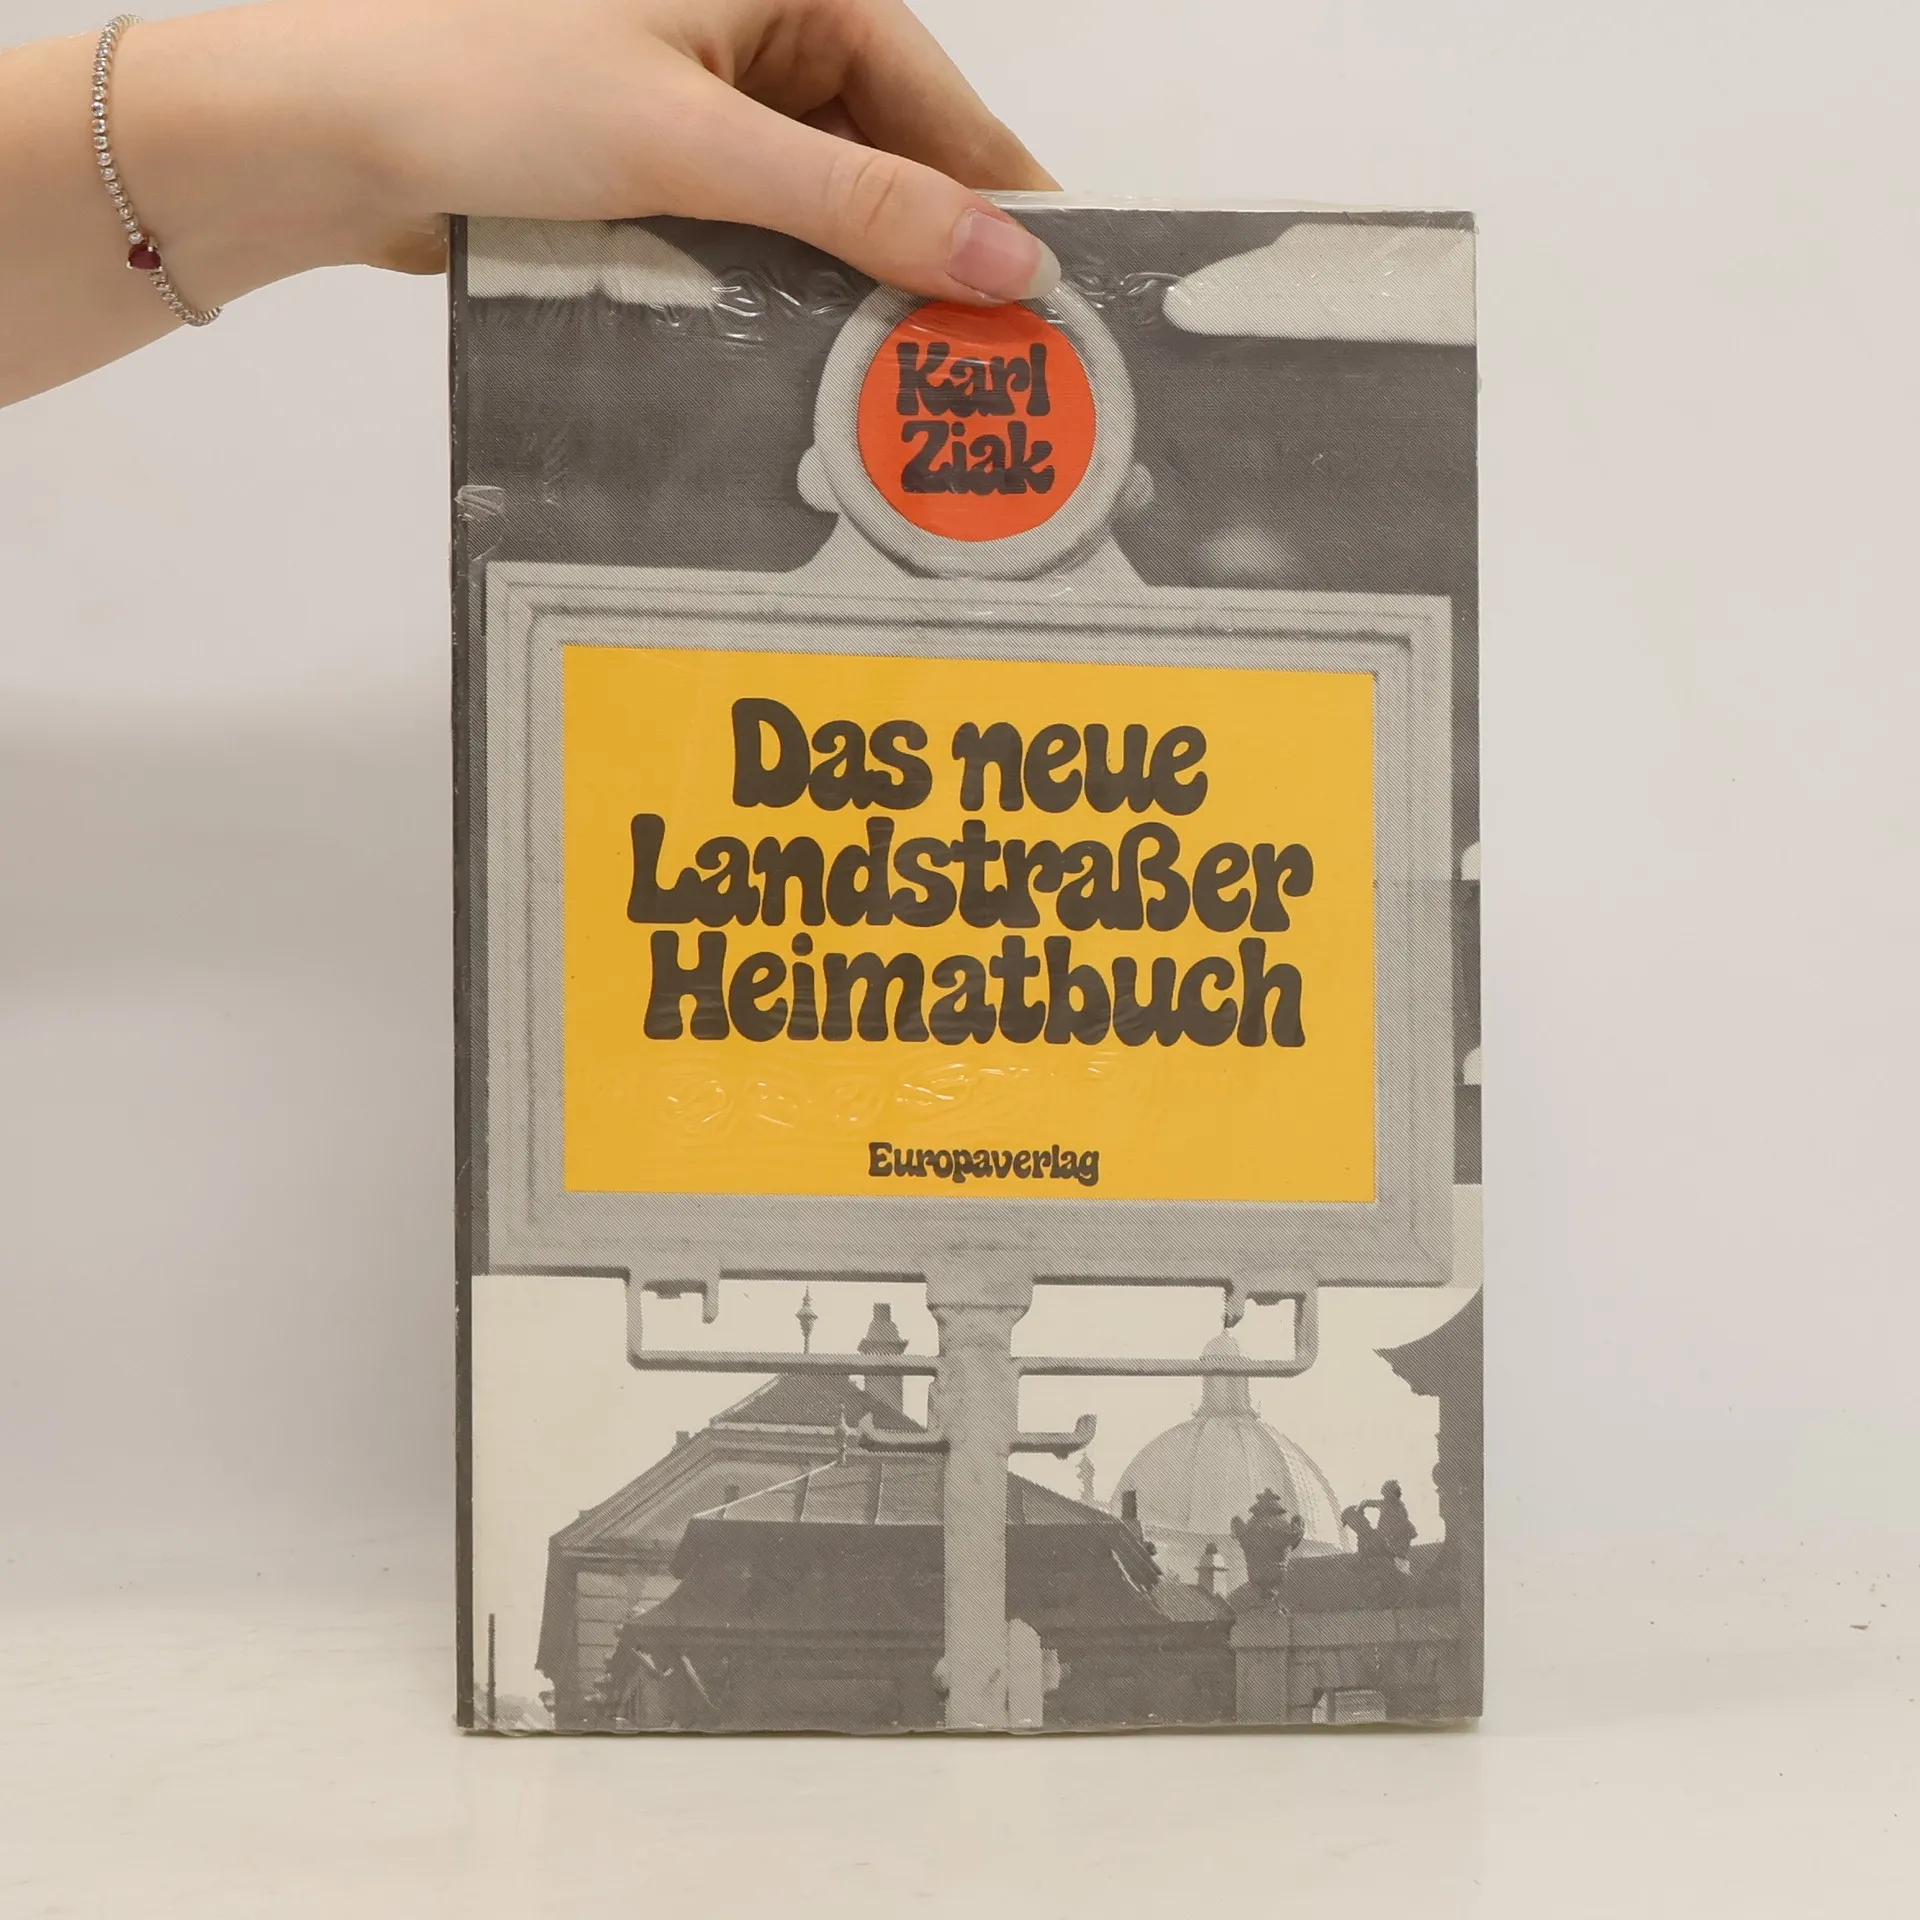 Karl
Ziak
Das neue
Landstraßer
Heimatbuch
Europaverlag